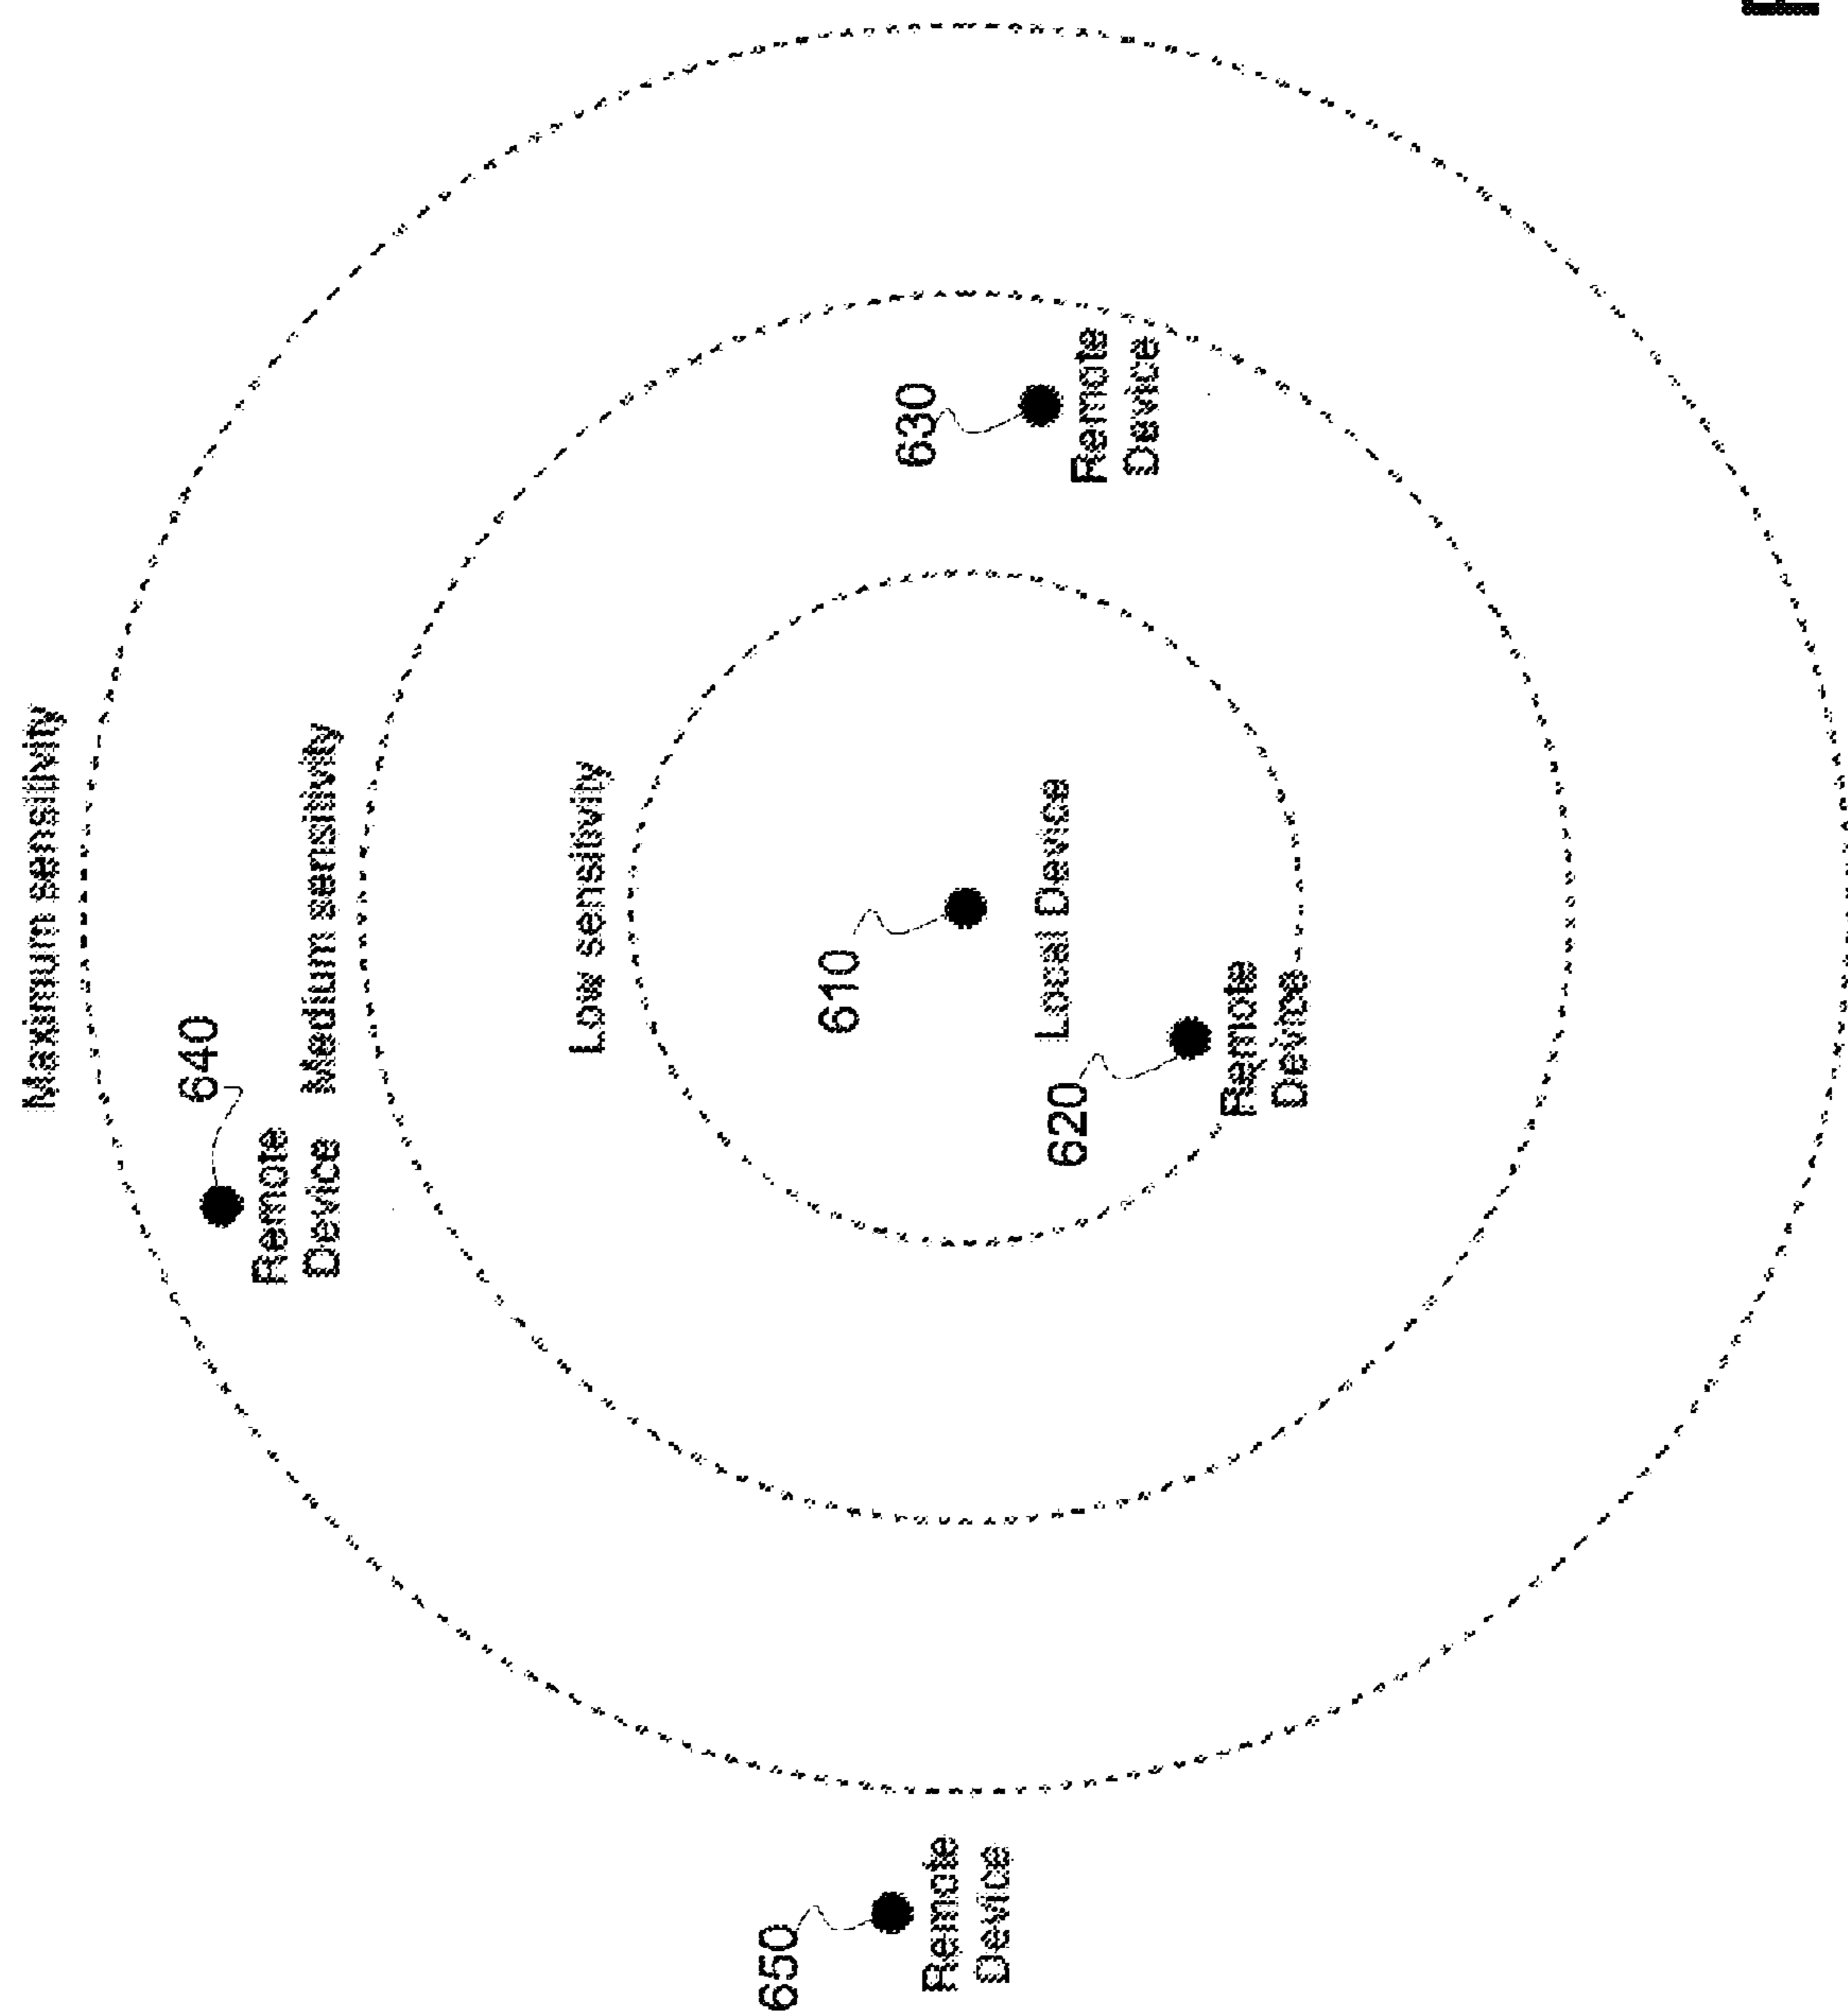 Maximum sensitivity
640
Remote
Device
Medium sensitivity
Low sensitivity
610
Local Device
630
Remote
Device
620
Remote
Device
650
Remote
Device